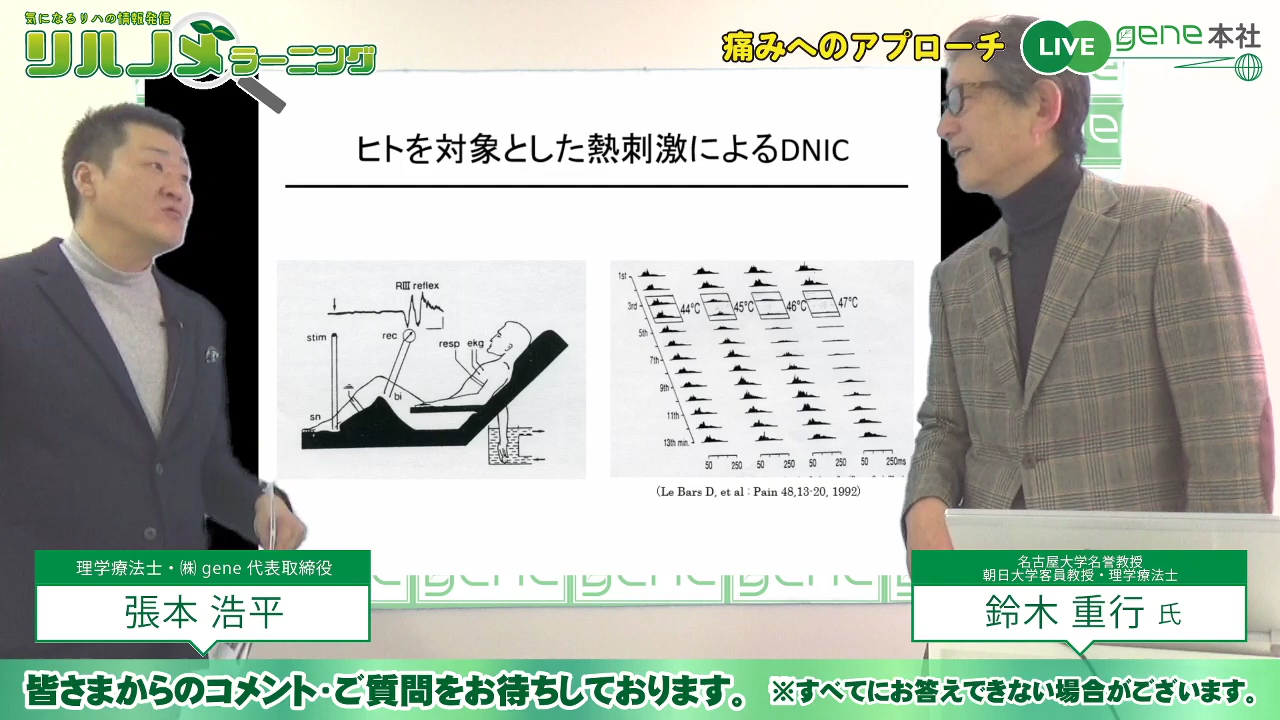 気になるリハの情報発信
リハノメ
ラーニング
痛みへのアプローチ
LIVE
gene 本社
ヒトを対象とした熱刺激によるDNIC
RⅢ reflex
stim
rec
resp ekg
sn
bi
1st
3rd
5th
7th
9th
11th
13th min.
44°C
45°C
46°C
47°C
50 250 50 250 50 250 50 250ms
(Le Bars D, et al : Pain 48,13-20, 1992)
gene gene gene gene
理学療法士・㈱ gene 代表取締役
張本 浩平
名古屋大学名誉教授
朝日大学客員教授・理学療法士
鈴木 重行 氏
皆さまからのコメント・ご質問をお待ちしております。 ※すべてにお答えできない場合がございます。